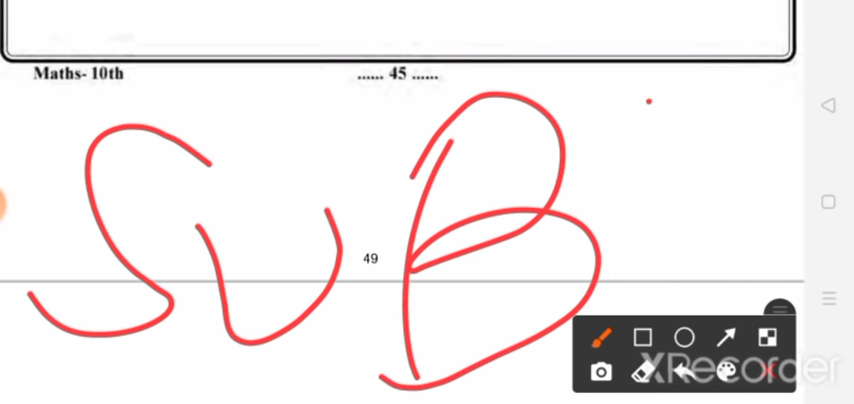 Maths- 10th ...... 45 ......
SUB
49
XRecorder